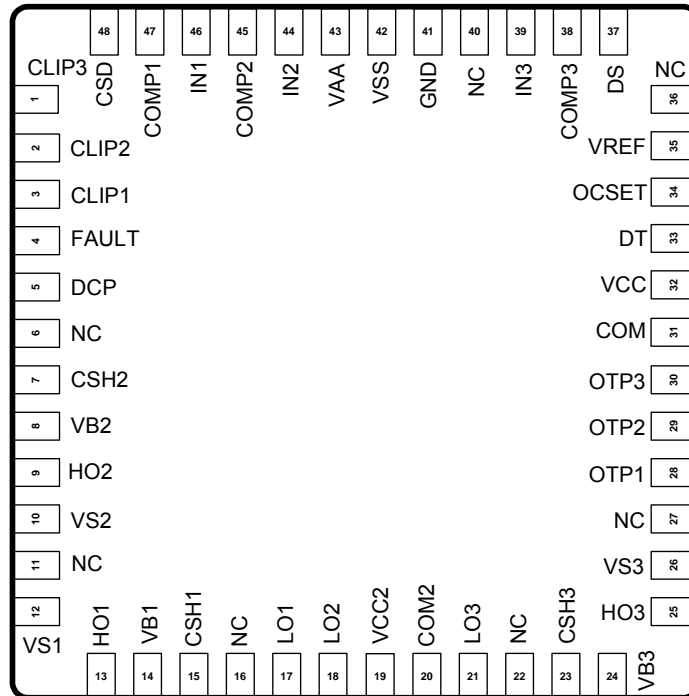 48 47 46 45 44 43 42 41 40 39 38 37
CSD COMP1 IN1 COMP2 IN2 VAA VSS GND NC IN3 COMP3 DS
CLIP3 NC
1 36
2 CLIP2 VREF 35
3 CLIP1 OCSET 34
4 FAULT DT 33
5 DCP VCC 32
6 NC COM 31
7 CSH2 OTP3 30
8 VB2 OTP2 29
9 HO2 OTP1 28
10 VS2 NC 27
11 NC VS3 26
12 HO3 25
VS1 HO1 VB1 CSH1 NC LO1 LO2 VCC2 COM2 LO3 NC CSH3 VB3
13 14 15 16 17 18 19 20 21 22 23 24